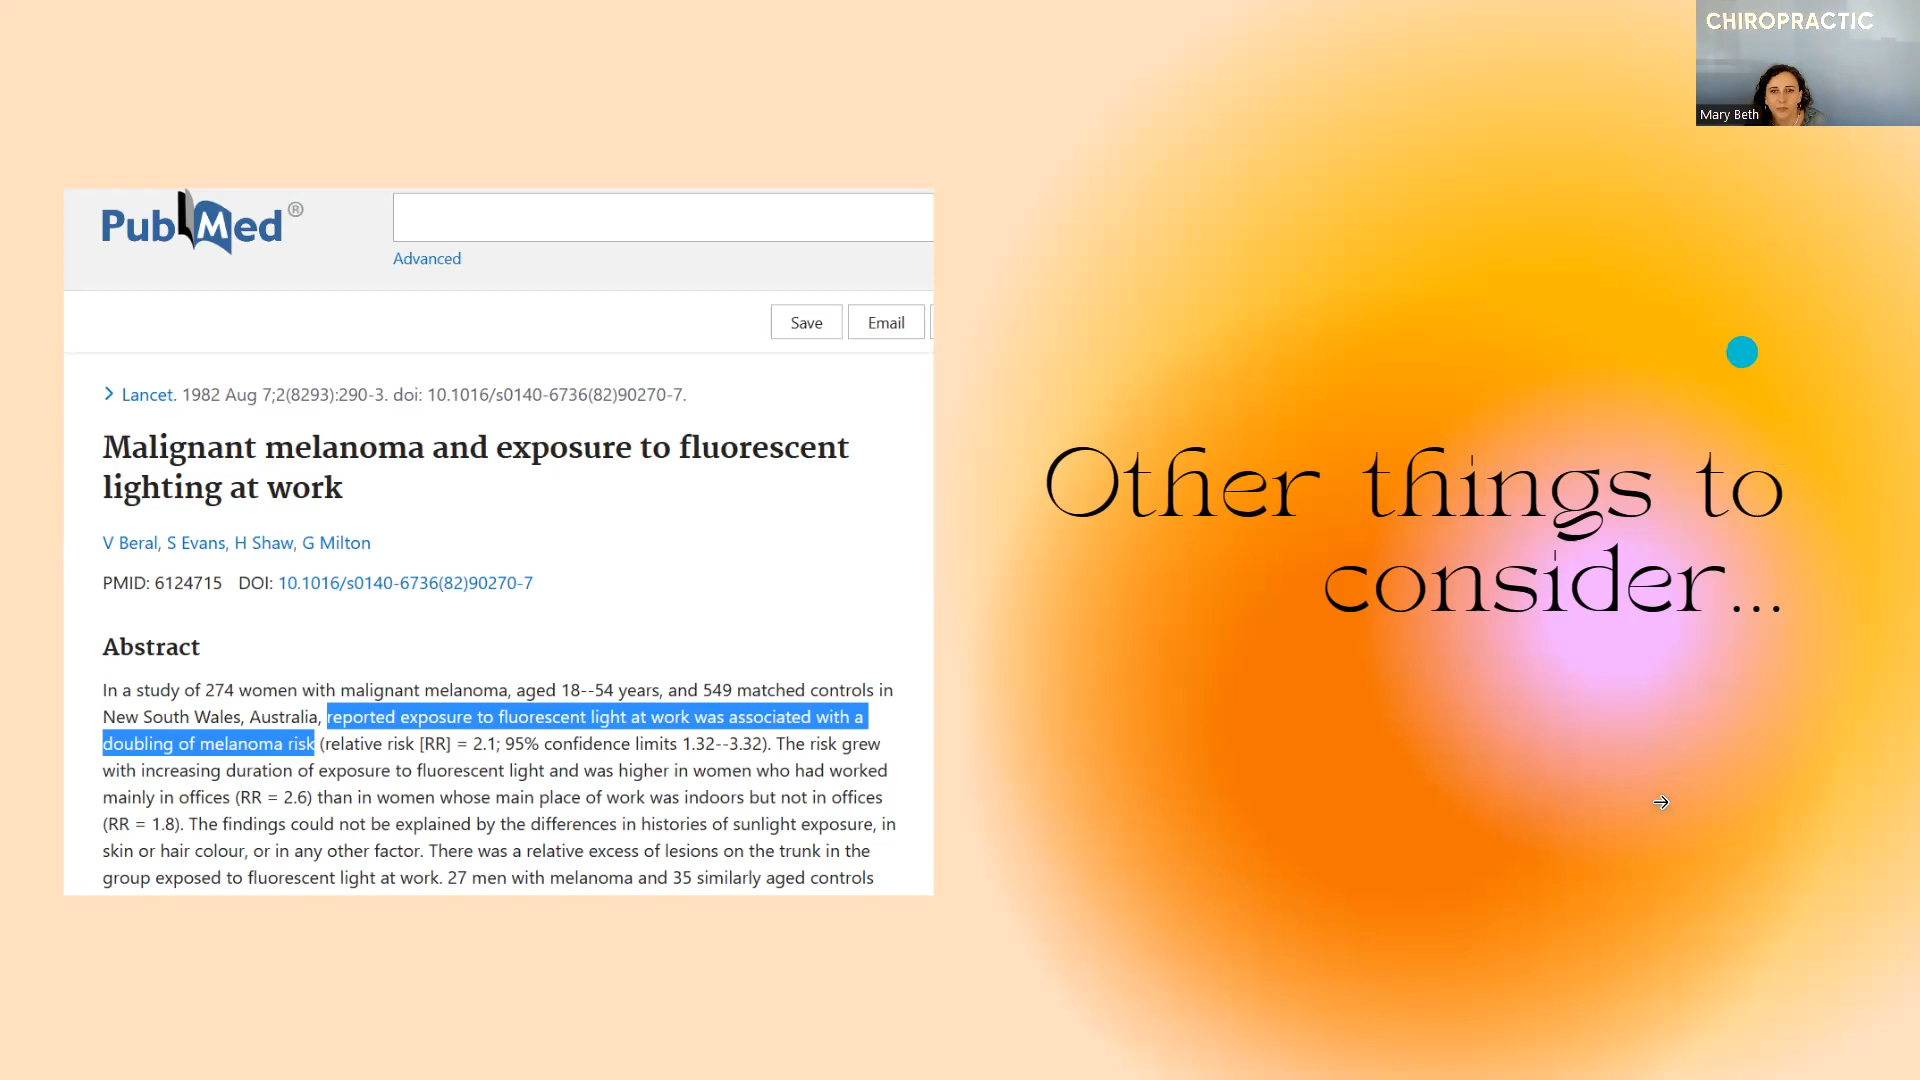 CHIROPRACTIC
Mary Beth
PubMed®
Advanced
Save
Email
Lancet. 1982 Aug 7;2(8293):290-3. doi: 10.1016/s0140-6736(82)90270-7.
Malignant melanoma and exposure to fluorescent
lighting at work
V Beral, S Evans, H Shaw, G Milton
PMID: 6124715 DOI: 10.1016/s0140-6736(82)90270-7
Abstract
In a study of 274 women with malignant melanoma, aged 18--54 years, and 549 matched controls in
New South Wales, Australia, reported exposure to fluorescent light at work was associated with a
doubling of melanoma risk (relative risk [RR] = 2.1; 95% confidence limits 1.32--3.32). The risk grew
with increasing duration of exposure to fluorescent light and was higher in women who had worked
mainly in offices (RR = 2.6) than in women whose main place of work was indoors but not in offices
(RR = 1.8). The findings could not be explained by the differences in histories of sunlight exposure, in
skin or hair colour, or in any other factor. There was a relative excess of lesions on the trunk in the
group exposed to fluorescent light at work. 27 men with melanoma and 35 similarly aged controls
Other things to
consider...